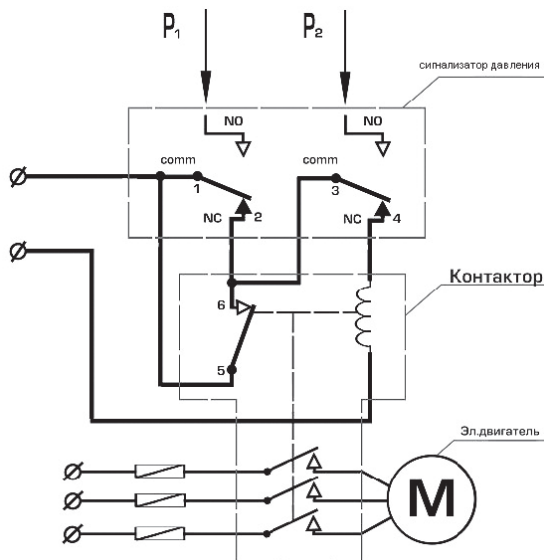 P₁ P₂
сигнализатор давления
NO NO
comm comm
1 3
NC 2 NC 4
Контактор
6
5
Эл.двигатель
M